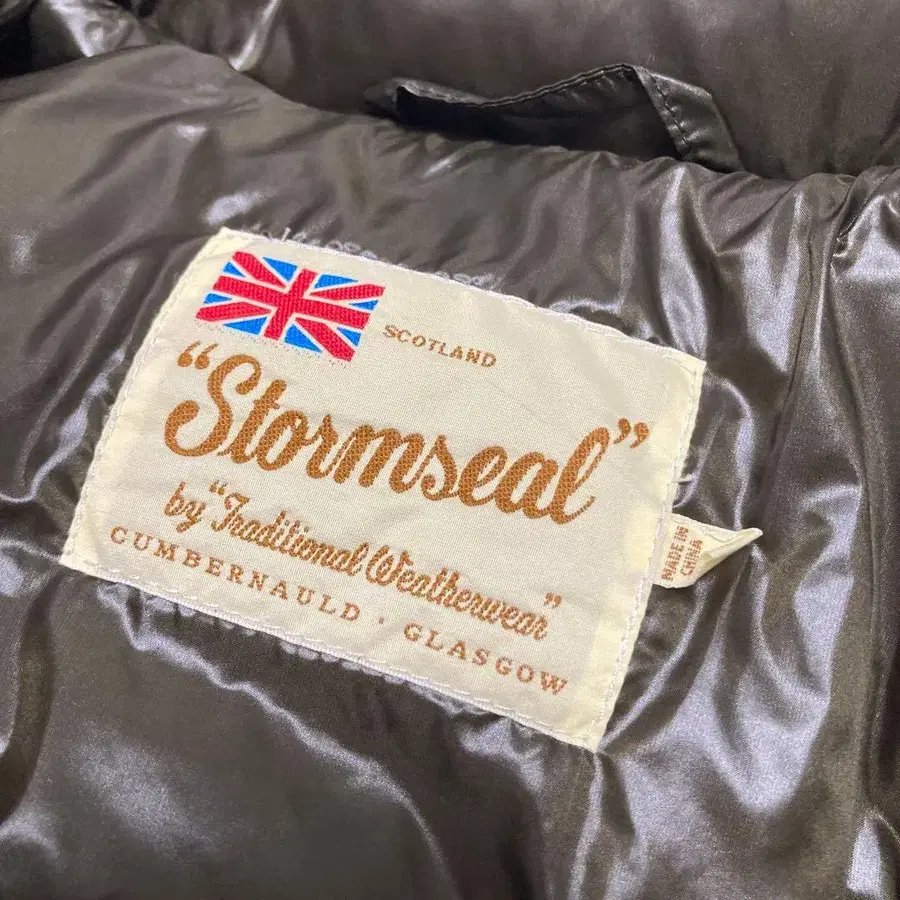 SCOTLAND
“Stormseal”
by “Traditional Weatherwear”
CUMBERNAULD · GLASGOW
MADE IN
CHINA